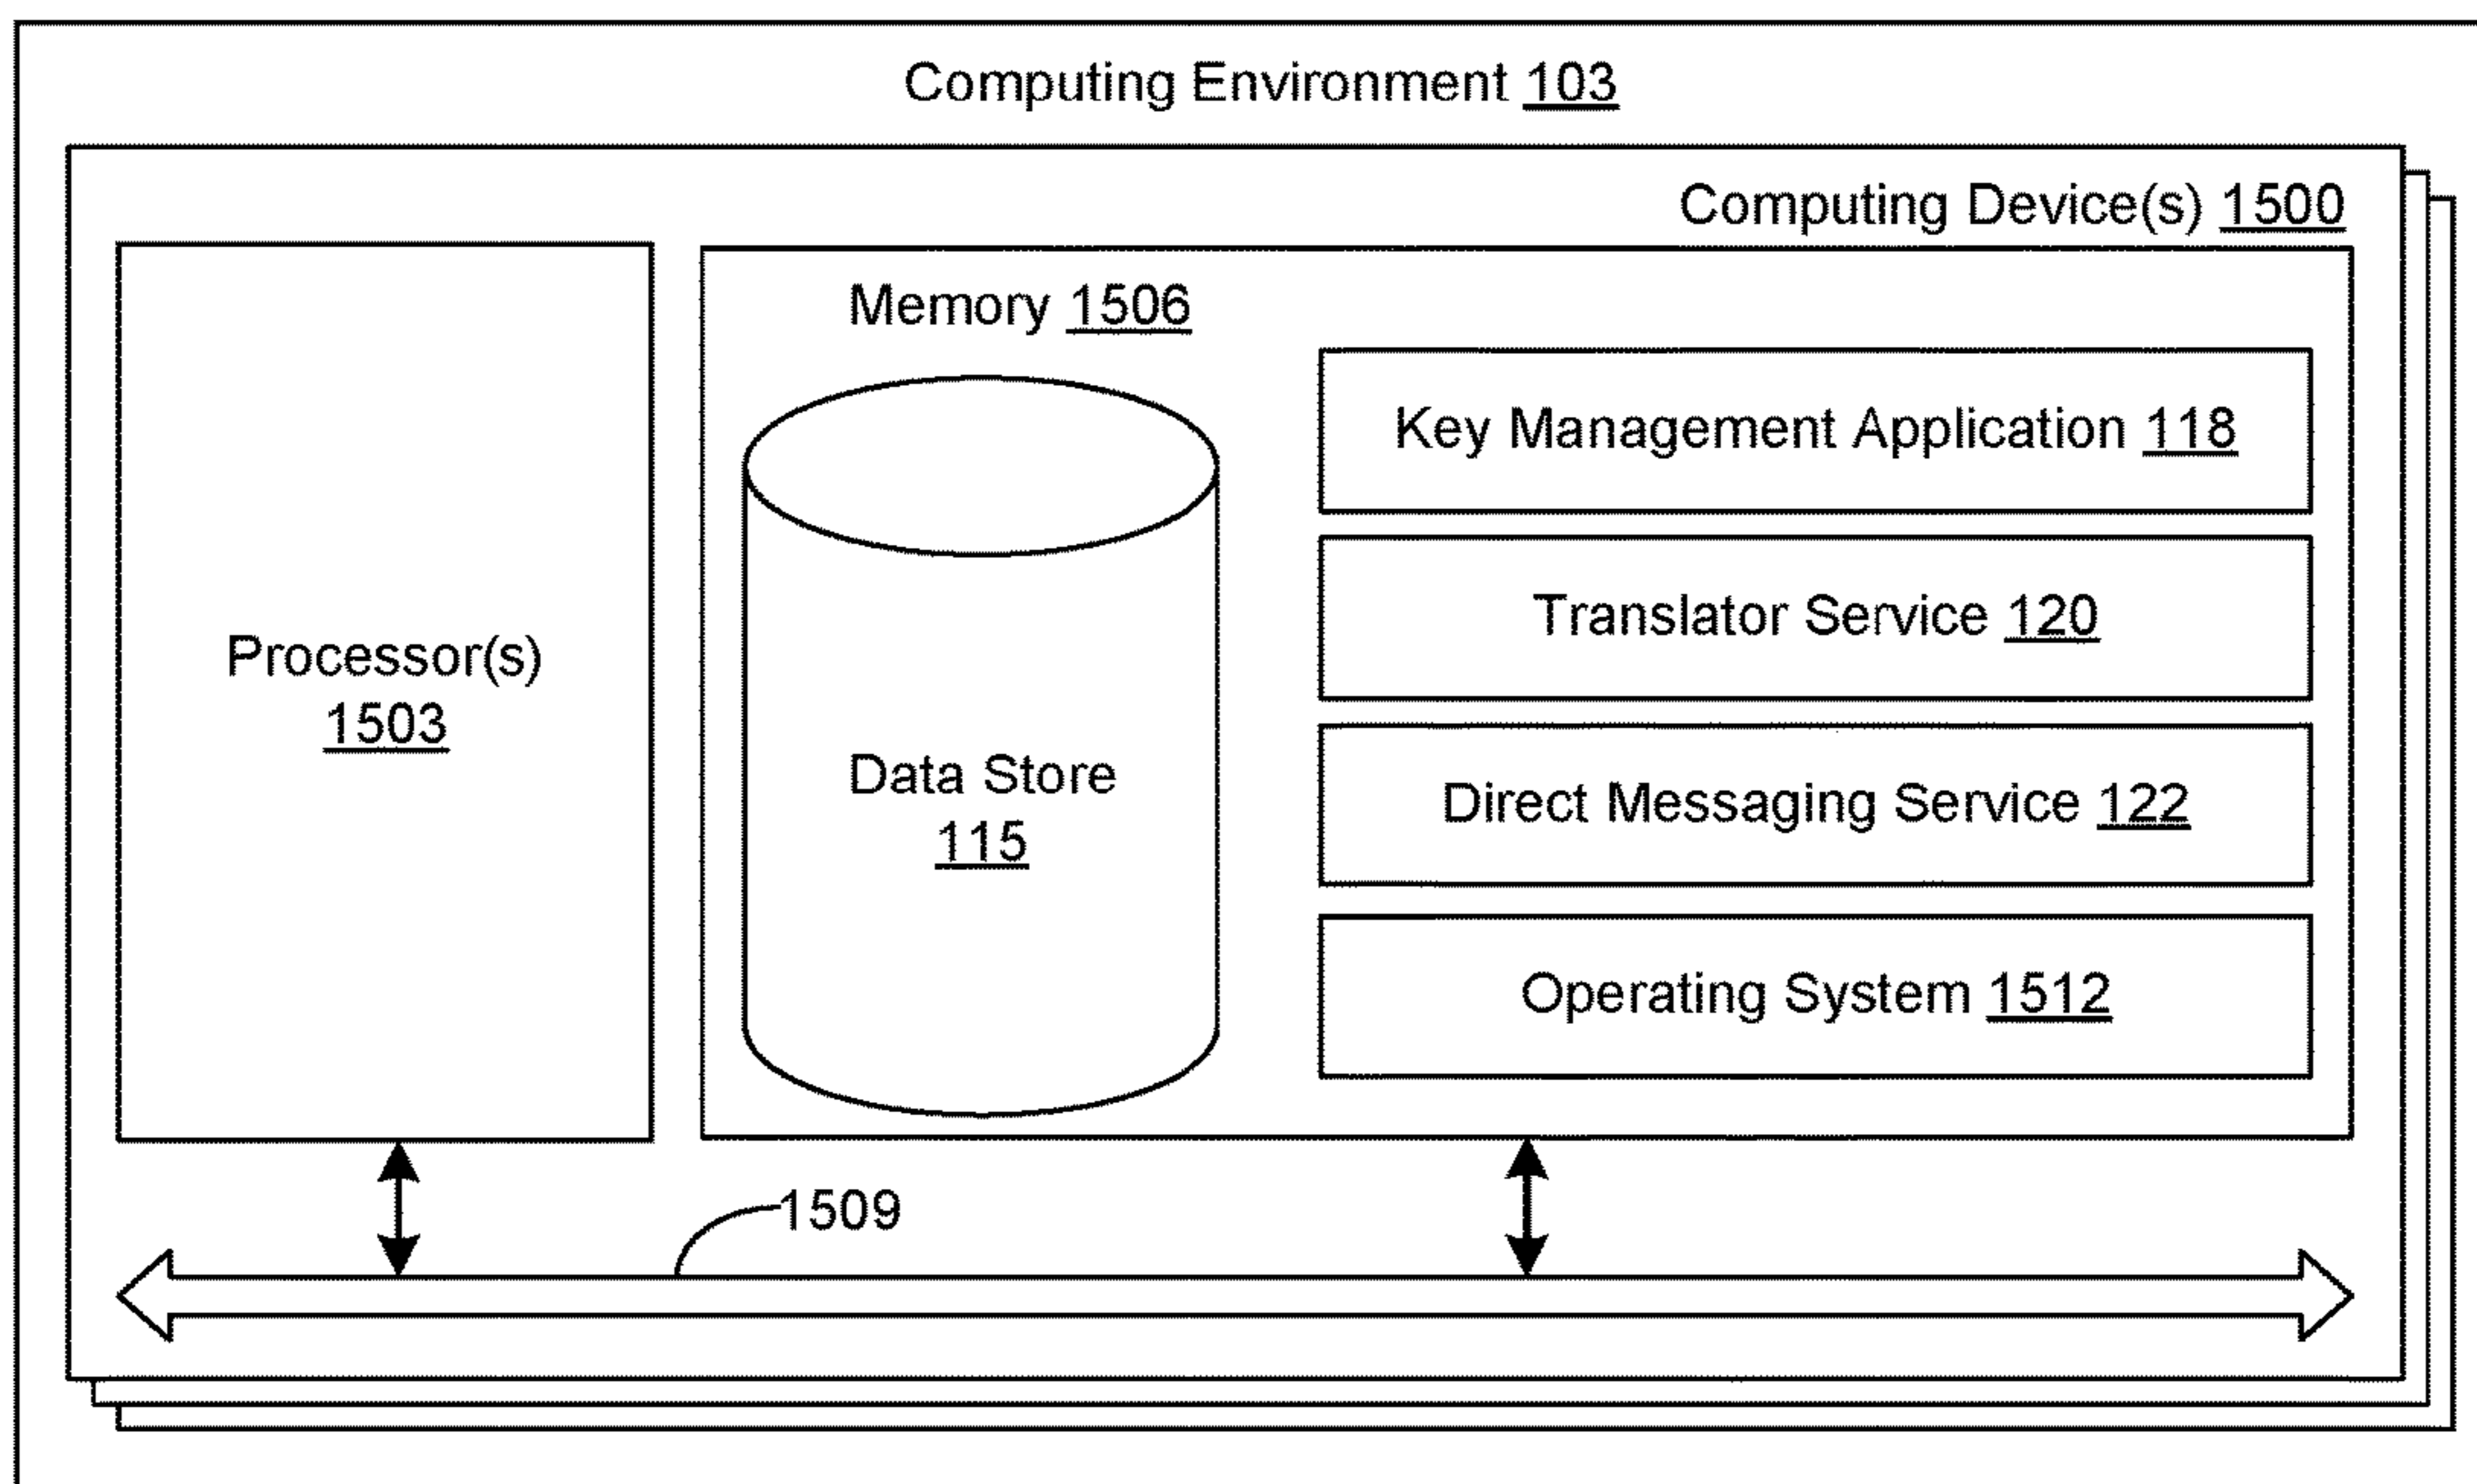 Computing Environment 103
Computing Device(s) 1500
Memory 1506
Key Management Application 118
Translator Service 120
Processor(s)
1503
Data Store
115
Direct Messaging Service 122
Operating System 1512
1509